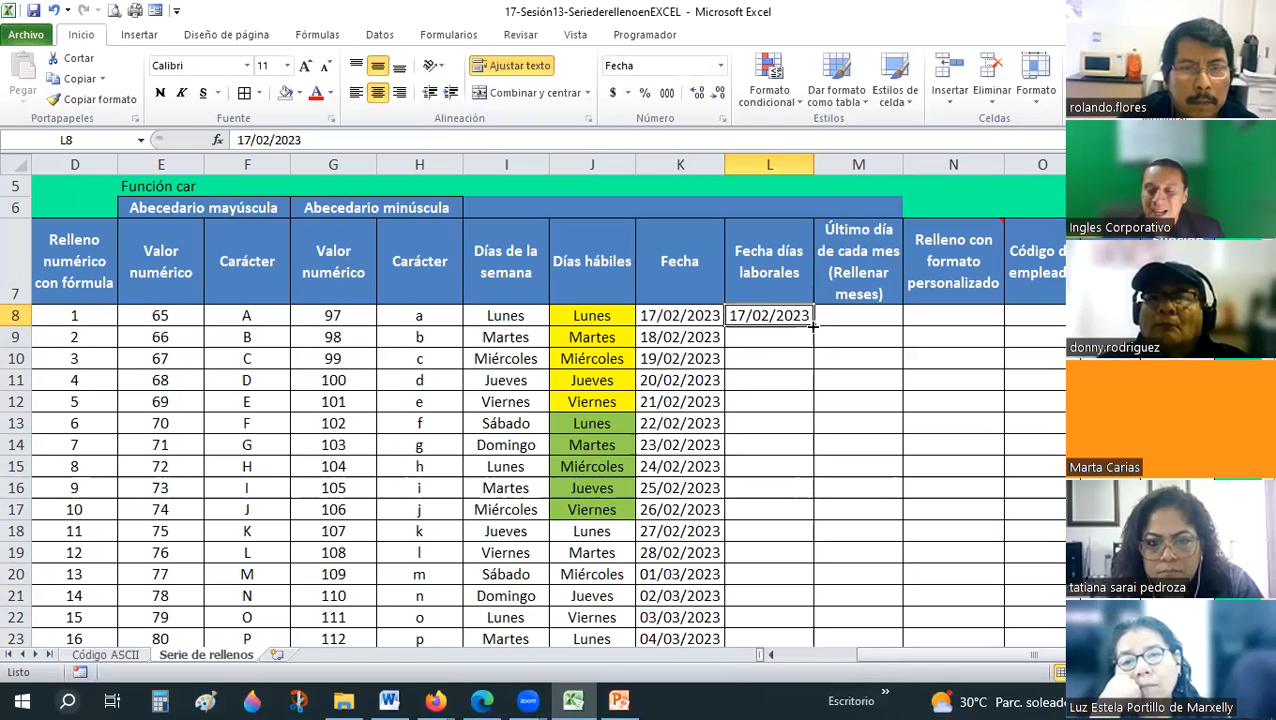 17-Sesión13-SeriederellenoenEXCEL - Microsoft Excel
Archivo Inicio Insertar Diseño de página Fórmulas Datos Formularios Revisar Vista Programador
Cortar
Copiar
Copiar formato
Pegar
Portapapeles
Calibri 11
N K S
Fuente
Ajustar texto
Combinar y centrar
Alineación
Fecha
$ % 000
Número
Formato condicional
Dar formato como tabla
Estilos de celda
Estilos
Insertar Eliminar Formato
Celdas
L8 fx 17/02/2023
D E F G H I J K L M N O
5 Función car
6 Abecedario mayúscula Abecedario minúscula
7 Relleno numérico con fórmula Valor numérico Carácter Valor numérico Carácter Días de la semana Días hábiles Fecha Fecha días laborales Último día de cada mes (Rellenar meses) Relleno con formato personalizado Código d emplead
8 1 65 A 97 a Lunes Lunes 17/02/2023 17/02/2023
9 2 66 B 98 b Martes Martes 18/02/2023
10 3 67 C 99 c Miércoles Miércoles 19/02/2023
11 4 68 D 100 d Jueves Jueves 20/02/2023
12 5 69 E 101 e Viernes Viernes 21/02/2023
13 6 70 F 102 f Sábado Lunes 22/02/2023
14 7 71 G 103 g Domingo Martes 23/02/2023
15 8 72 H 104 h Lunes Miércoles 24/02/2023
16 9 73 I 105 i Martes Jueves 25/02/2023
17 10 74 J 106 j Miércoles Viernes 26/02/2023
18 11 75 K 107 k Jueves Lunes 27/02/2023
19 12 76 L 108 l Viernes Martes 28/02/2023
20 13 77 M 109 m Sábado Miércoles 01/03/2023
21 14 78 N 110 n Domingo Jueves 02/03/2023
22 15 79 O 111 o Lunes Viernes 03/03/2023
23 16 80 P 112 p Martes Lunes 04/03/2023
Código ASCII Serie de rellenos
Listo
zoom
Escritorio » 30°C Parc. solead
rolando.flores
Ingles Corporativo
donny.rodriguez
Marta Carias
tatiana sarai pedroza
Luz Estela Portillo de Marxelly